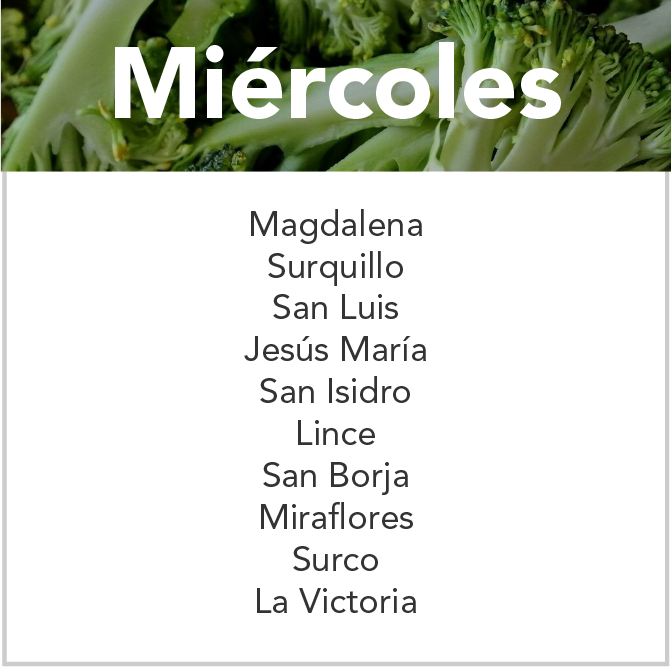 Miércoles
Magdalena
Surquillo
San Luis
Jesús María
San Isidro
Lince
San Borja
Miraflores
Surco
La Victoria